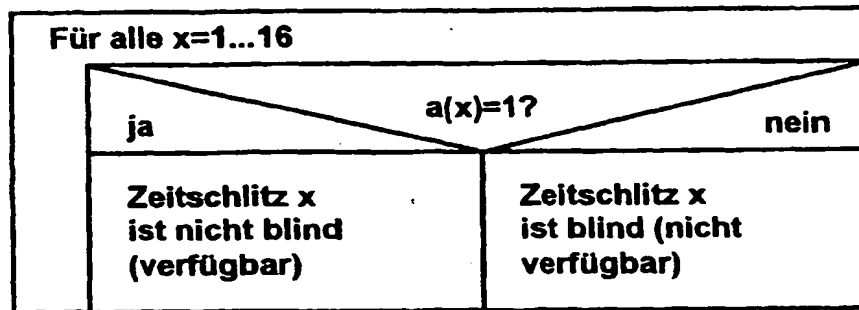 Für alle x=1...16
a(x)=1?
ja
nein
Zeitschlitz x
ist nicht blind
(verfügbar)
Zeitschlitz x
ist blind (nicht
verfügbar)